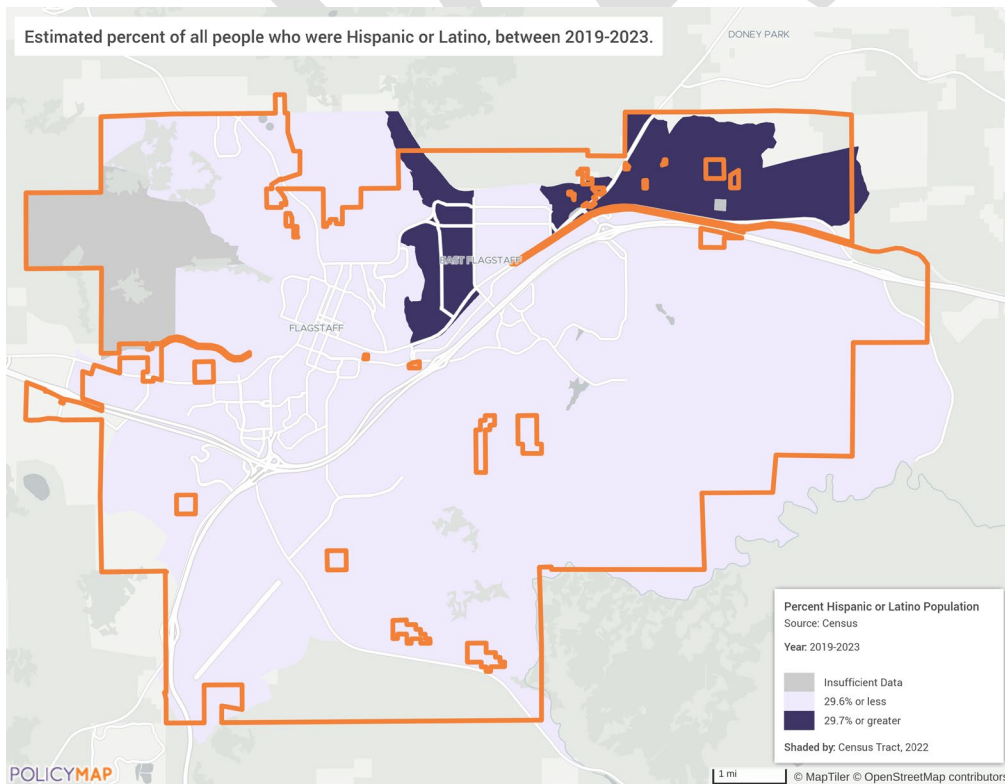 Estimated percent of all people who were Hispanic or Latino, between 2019-2023.
DONEY PARK
EAST FLAGSTAFF
FLAGSTAFF
Percent Hispanic or Latino Population
Source: Census
Year: 2019-2023
Insufficient Data
29.6% or less
29.7% or greater
Shaded by: Census Tract, 2022
POLICYMAP
1 mi
© MapTiler © OpenStreetMap contributor